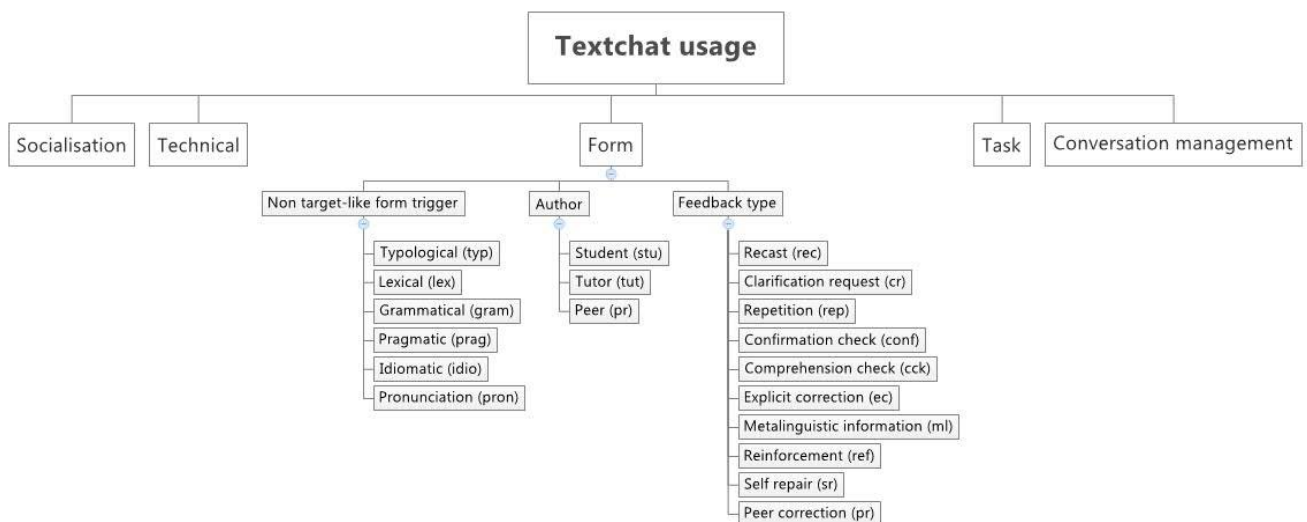 Textchat usage
Socialisation
Technical
Form
Task
Conversation management
Non target-like form trigger
Author
Feedback type
Typological (typ)
Lexical (lex)
Grammatical (gram)
Pragmatic (prag)
Idiomatic (idio)
Pronunciation (pron)
Student (stu)
Tutor (tut)
Peer (pr)
Recast (rec)
Clarification request (cr)
Repetition (rep)
Confirmation check (conf)
Comprehension check (cck)
Explicit correction (ec)
Metalinguistic information (ml)
Reinforcement (ref)
Self repair (sr)
Peer correction (pr)